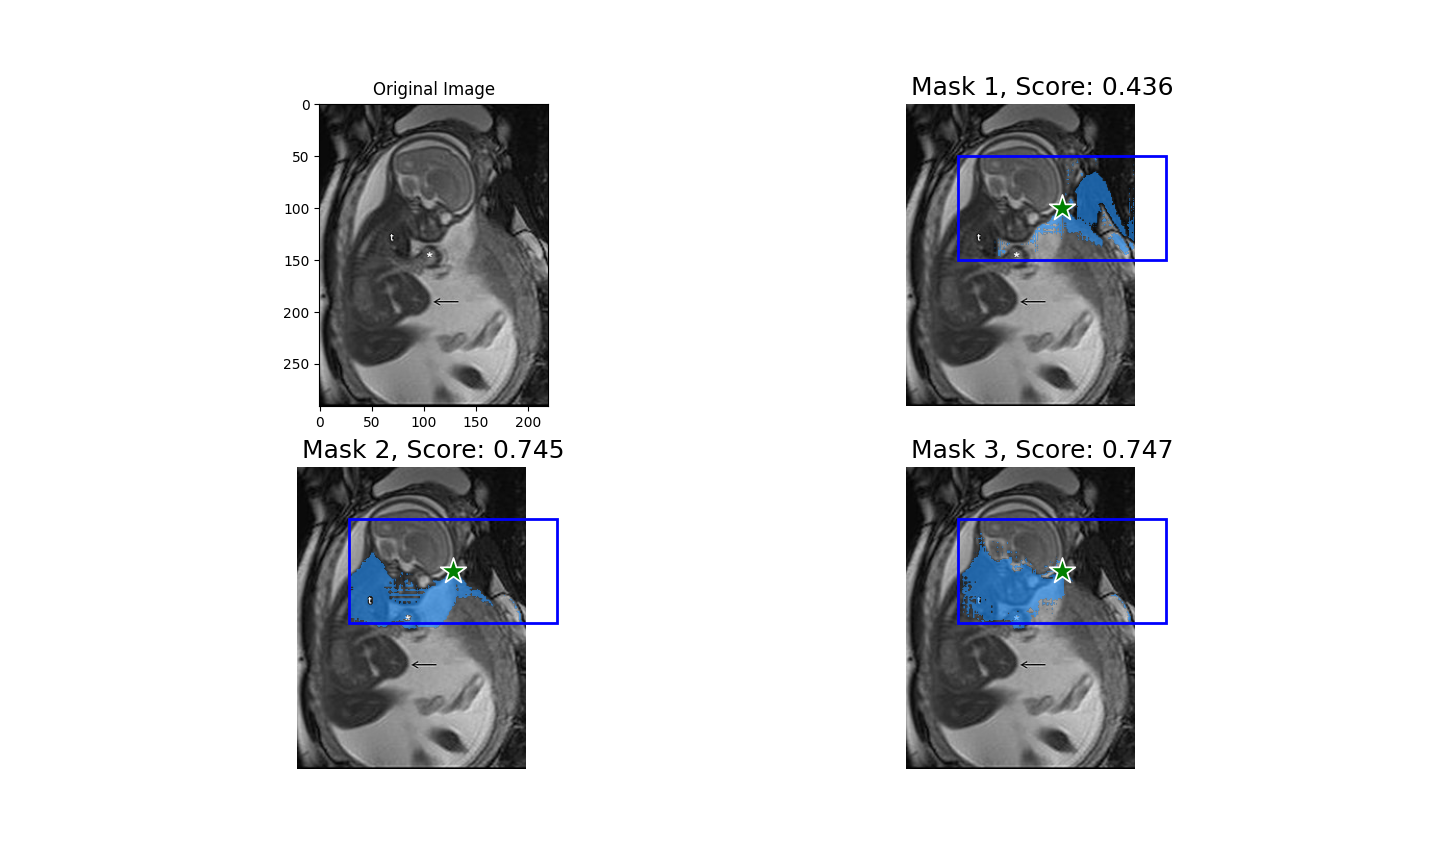 Original Image
Mask 1, Score: 0.436
0
50
100
150
200
250
t
*
0 50 100 150 200
t
*
Mask 2, Score: 0.745
Mask 3, Score: 0.747
t
*
t
*